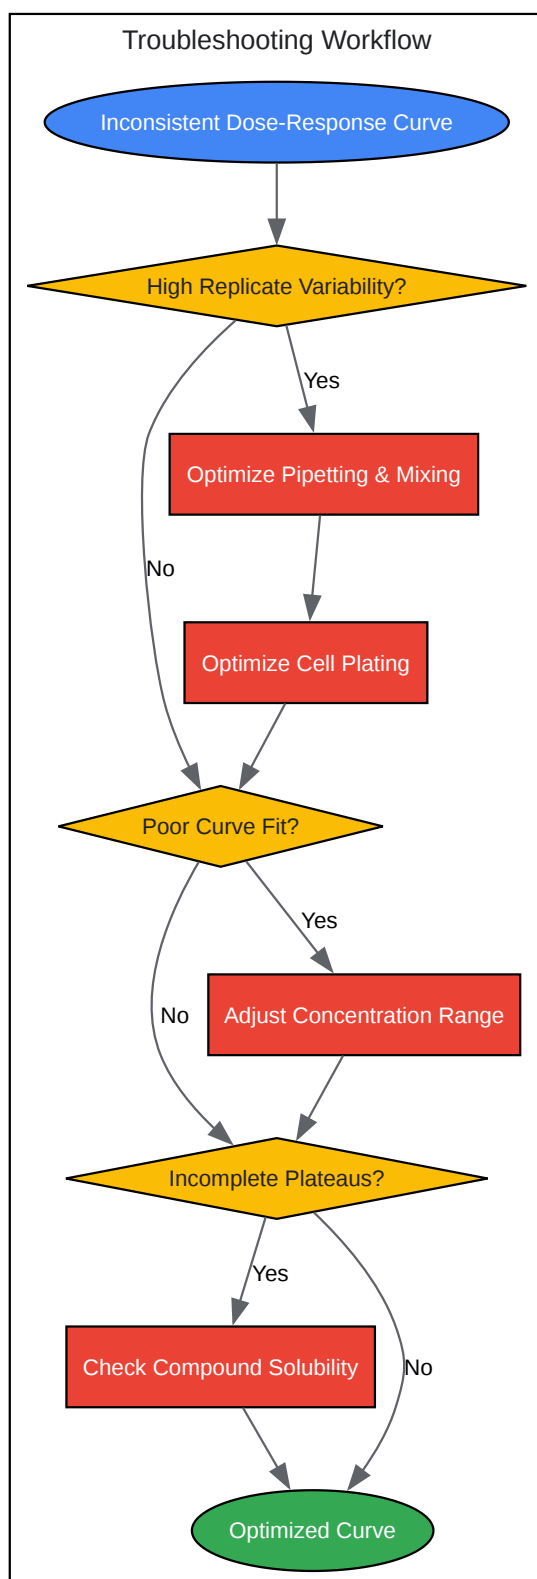 Troubleshooting Workflow
Inconsistent Dose-Response Curve
High Replicate Variability?
Yes
Optimize Pipetting & Mixing
No
Optimize Cell Plating
Poor Curve Fit?
Yes
No
Adjust Concentration Range
Incomplete Plateaus?
Yes
Check Compound Solubility
No
Optimized Curve